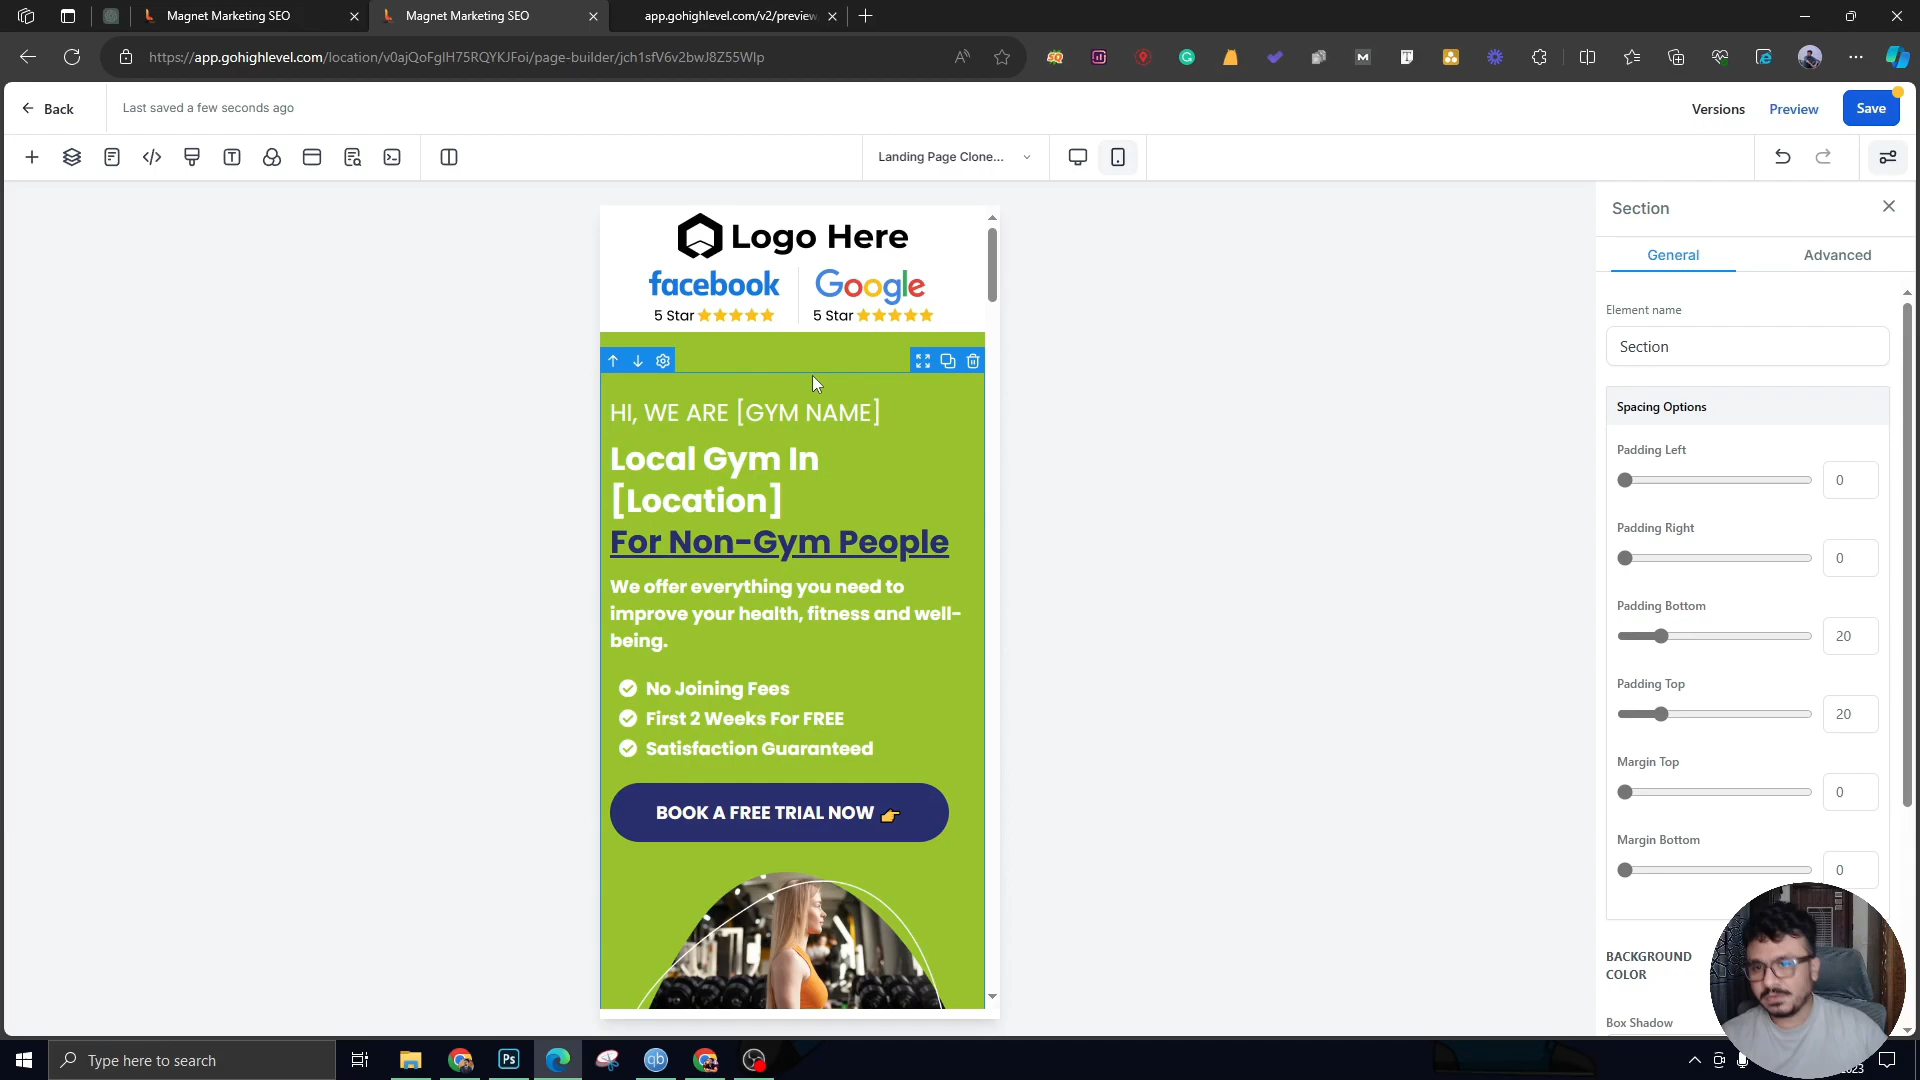 Magnet Marketing SEO
Magnet Marketing SEO
app.gohighlevel.com/v2/preview
https://app.gohighlevel.com/location/v0ajQoFglH75RQYKJFoi/page-builder/jch1sfV6v2bwJ8Z55Wlp
Back
Last saved a few seconds ago
Versions
Preview
Save
Landing Page Clone...
Section
General
Advanced
Element name
Section
Spacing Options
Padding Left
0
Padding Right
0
Padding Bottom
20
Padding Top
20
Margin Top
0
Margin Bottom
0
BACKGROUND
COLOR
Box Shadow
Logo Here
facebook
Google
5 Star
5 Star
HI, WE ARE [GYM NAME]
Local Gym In
[Location]
For Non-Gym People
We offer everything you need to
improve your health, fitness and well-
being.
No Joining Fees
First 2 Weeks For FREE
Satisfaction Guaranteed
BOOK A FREE TRIAL NOW 👉
Type here to search
Ps
qb